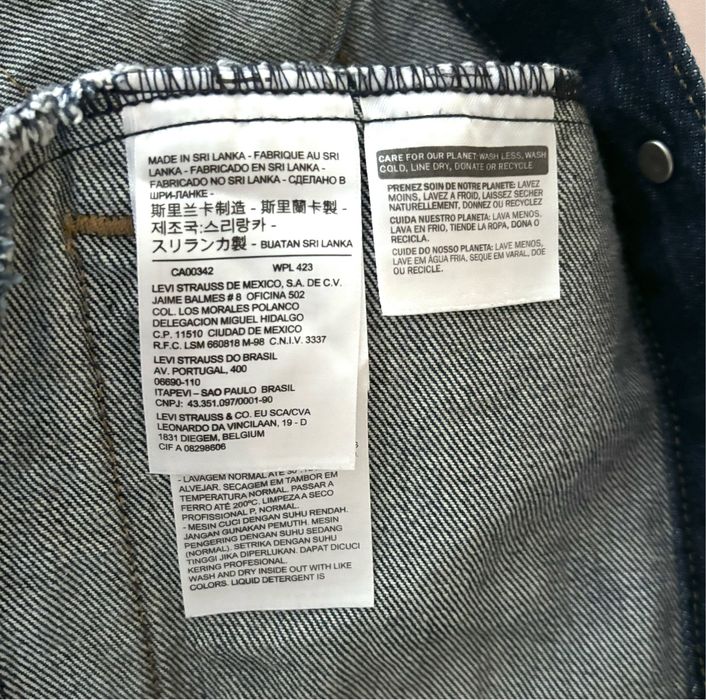 MADE IN SRI LANKA - FABRIQUE AU SRI
LANKA - FABRICADO EN SRI LANKA -
FABRICADO NO SRI LANKA - СДЕЛАНО В
ШРИ-ЛАНКЕ -
斯里兰卡制造 - 斯里蘭卡製 -
제조국:스리랑카 -
スリランカ製 - BUATAN SRI LANKA
CA00342 WPL 423
LEVI STRAUSS DE MEXICO, S.A. DE C.V.
JAIME BALMES # 8 OFICINA 502
COL. LOS MORALES POLANCO
DELEGACION MIGUEL HIDALGO
C.P. 11510 CIUDAD DE MEXICO
R.F.C. LSM 660818 M-98 C.N.I.V. 3337
LEVI STRAUSS DO BRASIL
AV. PORTUGAL, 400
06690-110
ITAPEVI – SAO PAULO BRASIL
CNPJ: 43.351.097/0001-90
LEVI STRAUSS & CO. EU SCA/CVA
LEONARDO DA VINCILAAN, 19 - D
1831 DIEGEM, BELGIUM
CIF A 08298606
- LAVAGEM NORMAL ATÉ
ALVEJAR. SECAGEM EM TAMBOR EM
TEMPERATURA NORMAL. PASSAR A
FERRO ATÉ 200ºC. LIMPEZA A SECO
PROFISSIONAL P, NORMAL.
- MESIN CUCI DENGAN SUHU RENDAH.
JANGAN GUNAKAN PEMUTIH. MESIN
PENGERING DENGAN SUHU SEDANG
(NORMAL). SETRIKA DENGAN SUHU
TINGGI JIKA DIPERLUKAN. DAPAT DICUCI
KERING PROFESIONAL.
WASH AND DRY INSIDE OUT WITH LIKE
COLORS. LIQUID DETERGENT IS
CARE FOR OUR PLANET: WASH LESS, WASH
COLD, LINE DRY, DONATE OR RECYCLE
PRENEZ SOIN DE NOTRE PLANETE: LAVEZ
MOINS, LAVEZ A FROID, LAISSEZ SECHER
NATURELLEMENT, DONNEZ OU RECYCLEZ
CUIDA NUESTRO PLANETA: LAVA MENOS,
LAVA EN FRIO, TIENDE LA ROPA, DONA O
RECICLA.
CUIDE DO NOSSO PLANETA: LAVE MENOS,
LAVE EM ÁGUA FRIA, SEQUE EM VARAL, DOE
OU RECICLE.